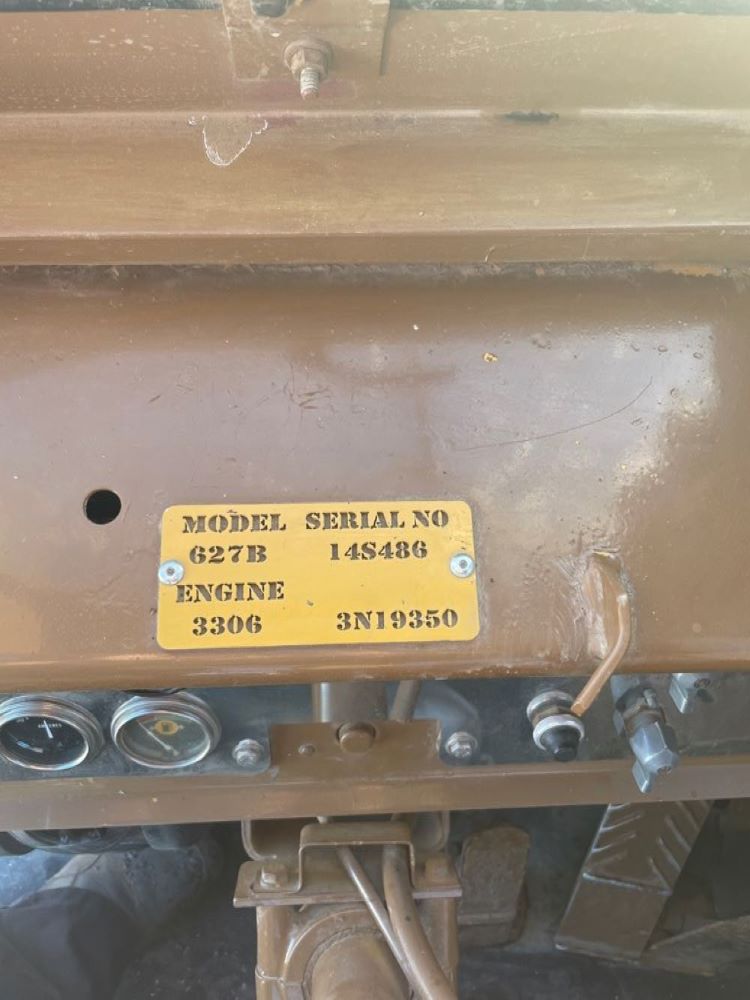 MODEL SERIAL NO
627B 14S486
ENGINE
3306 3N19350